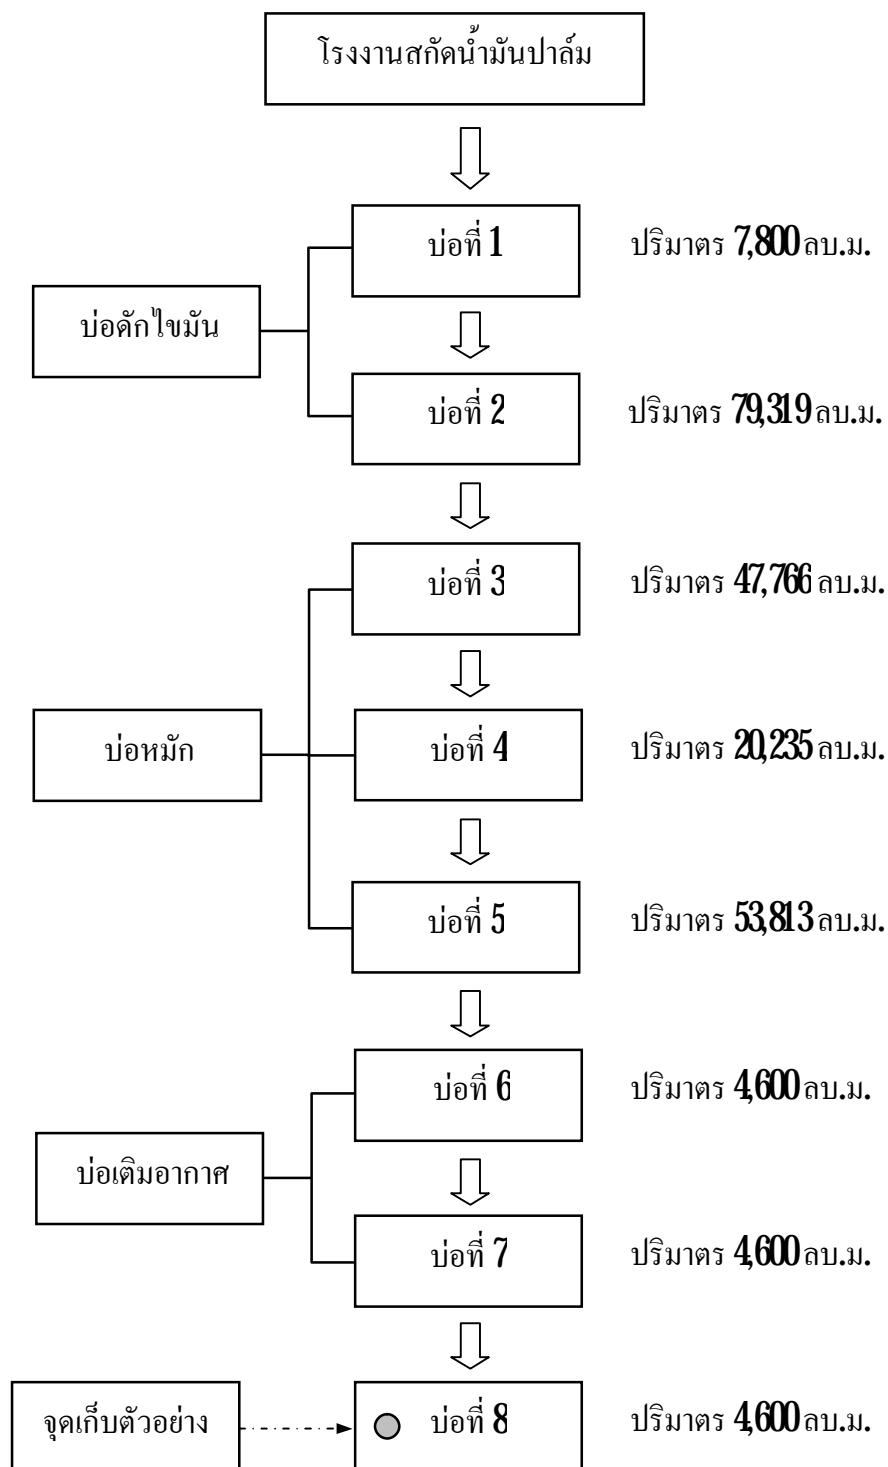 โรงงานสกัดน้ำมันปาล์ม
บ่อที่ 1 ปริมาตร 7,800 ลบ.ม.
บ่อดักไขมัน
บ่อที่ 2 ปริมาตร 79,319 ลบ.ม.
บ่อที่ 3 ปริมาตร 47,766 ลบ.ม.
บ่อหมัก บ่อที่ 4 ปริมาตร 20,235 ลบ.ม.
บ่อที่ 5 ปริมาตร 53,813 ลบ.ม.
บ่อที่ 6 ปริมาตร 4,600 ลบ.ม.
บ่อเติมอากาศ
บ่อที่ 7 ปริมาตร 4,600 ลบ.ม.
จุดเก็บตัวอย่าง บ่อที่ 8 ปริมาตร 4,600 ลบ.ม.